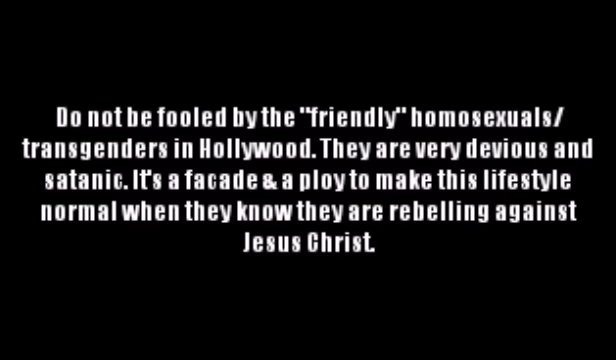 Do not be fooled by the "friendly" homosexuals/
transgenders in Hollywood. They are very devious and
satanic. It's a facade & a ploy to make this lifestyle
normal when they know they are rebelling against
Jesus Christ.